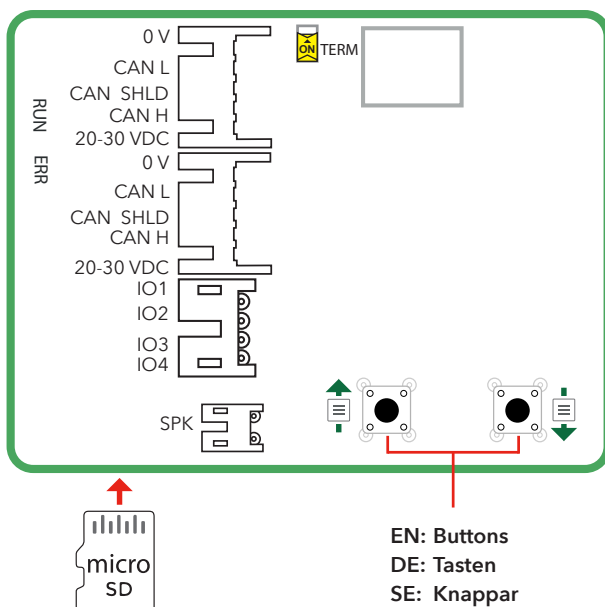 0 V
CAN L
CAN SHLD
CAN H
20-30 VDC
0 V
CAN L
CAN SHLD
CAN H
20-30 VDC
IO1
IO2
IO3
IO4
SPK
RUN
ERR
ON
TERM
micro
SD
EN: Buttons
DE: Tasten
SE: Knappar